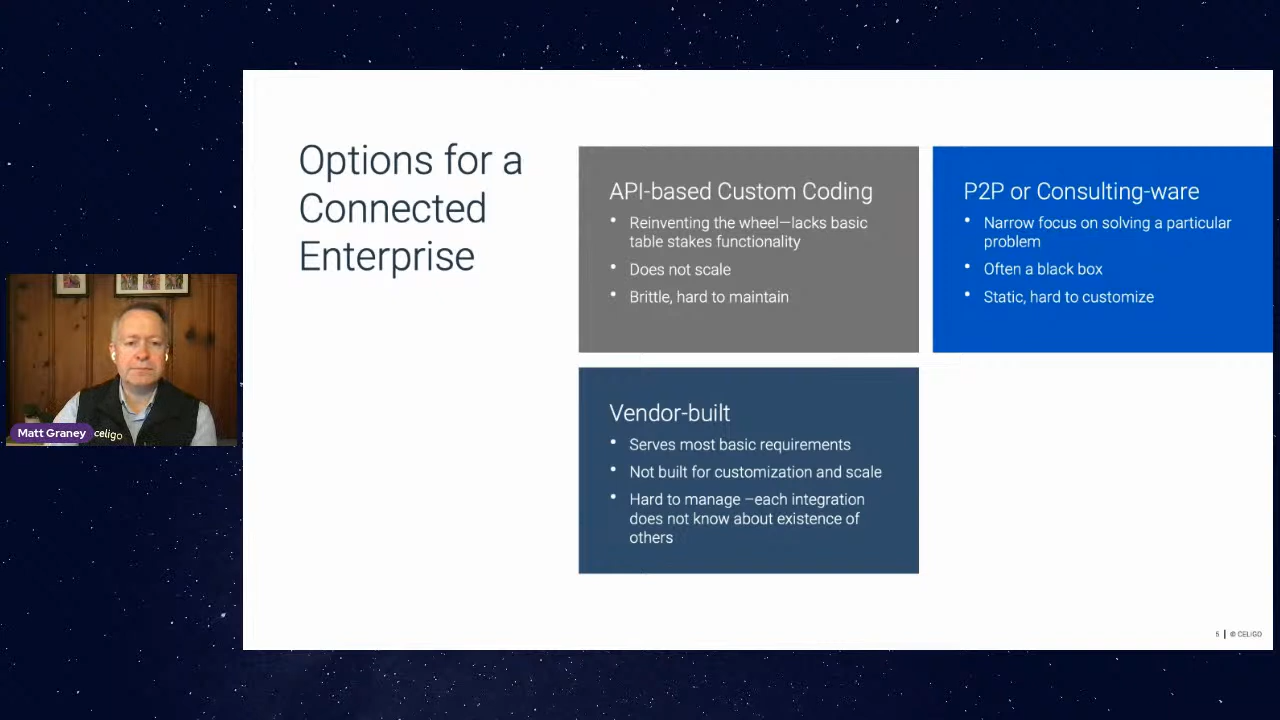 Options for a
Connected
Enterprise
API-based Custom Coding
• Reinventing the wheel—lacks basic
table stakes functionality
• Does not scale
• Brittle, hard to maintain
P2P or Consulting-ware
• Narrow focus on solving a particular
problem
• Often a black box
• Static, hard to customize
Vendor-built
• Serves most basic requirements
• Not built for customization and scale
• Hard to manage –each integration
does not know about existence of
others
Matt Graney
celigo
5 | © CELIGO